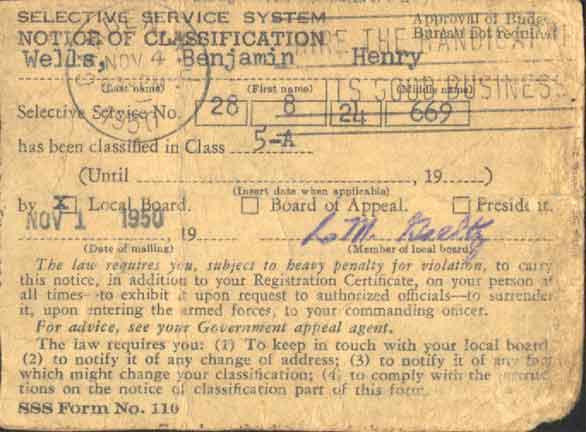 SELECTIVE SERVICE SYSTEM Approval of Budget
NOTICE OF CLASSIFICATION Bureau not required
Wells, Benjamin Henry
NOV 4
1950
THE HANDICAPPED
ITS GOOD BUSINESS
(Last name) (First name) (Middle name)
Selective Service No. 28 8 24 669
has been classified in Class 5-A
(Until , 19 )
(Insert date when applicable)
by X Local Board. Board of Appeal. President.
NOV 1 1950 , 19 L. M.
(Date of mailing) (Member of local board)
The law requires you, subject to heavy penalty for violation, to carry
this notice, in addition to your Registration Certificate, on your person at
all times—to exhibit it upon request to authorized officials—to surrender
it, upon entering the armed forces, to your commanding officer.
For advice, see your Government appeal agent.
The law requires you: (1) To keep in touch with your local board
(2) to notify it of any change of address; (3) to notify it of any fact
which might change your classification; (4) to comply with the instruc-
tions on the notice of classification part of this form.
SSS Form No. 110